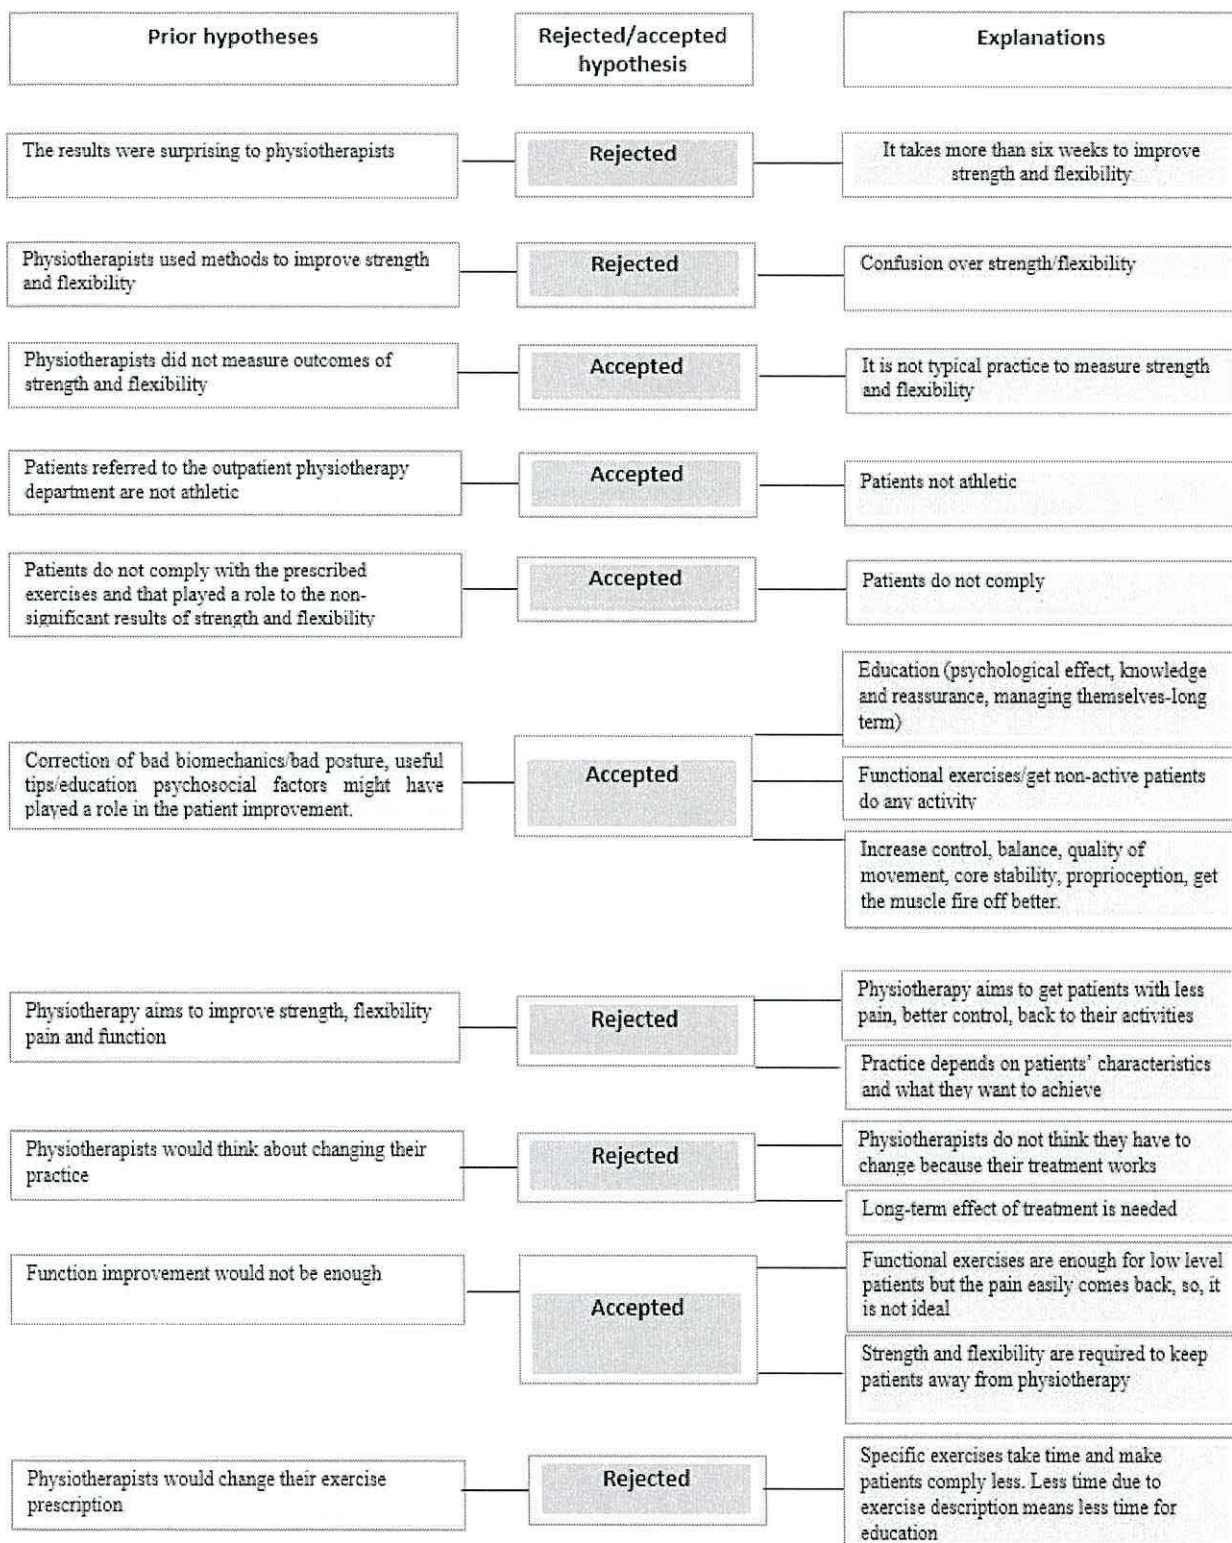 Prior hypotheses
Rejected/accepted
hypothesis
Explanations
The results were surprising to physiotherapists
Rejected
It takes more than six weeks to improve
strength and flexibility
Physiotherapists used methods to improve strength
and flexibility
Rejected
Confusion over strength/flexibility
Physiotherapists did not measure outcomes of
strength and flexibility
Accepted
It is not typical practice to measure strength
and flexibility
Patients referred to the outpatient physiotherapy
department are not athletic
Accepted
Patients not athletic
Patients do not comply with the prescribed
exercises and that played a role to the non-
significant results of strength and flexibility
Accepted
Patients do not comply
Correction of bad biomechanics/bad posture, useful
tips/education psychosocial factors might have
played a role in the patient improvement.
Accepted
Education (psychological effect, knowledge
and reassurance, managing themselves-long
term)
Functional exercises/get non-active patients
do any activity
Increase control, balance, quality of
movement, core stability, proprioception, get
the muscle fire off better.
Physiotherapy aims to improve strength, flexibility
pain and function
Rejected
Physiotherapy aims to get patients with less
pain, better control, back to their activities
Practice depends on patients' characteristics
and what they want to achieve
Physiotherapists would think about changing their
practice
Rejected
Physiotherapists do not think they have to
change because their treatment works
Long-term effect of treatment is needed
Function improvement would not be enough
Accepted
Functional exercises are enough for low level
patients but the pain easily comes back, so, it
is not ideal
Strength and flexibility are required to keep
patients away from physiotherapy
Physiotherapists would change their exercise
prescription
Rejected
Specific exercises take time and make
patients comply less. Less time due to
exercise description means less time for
education